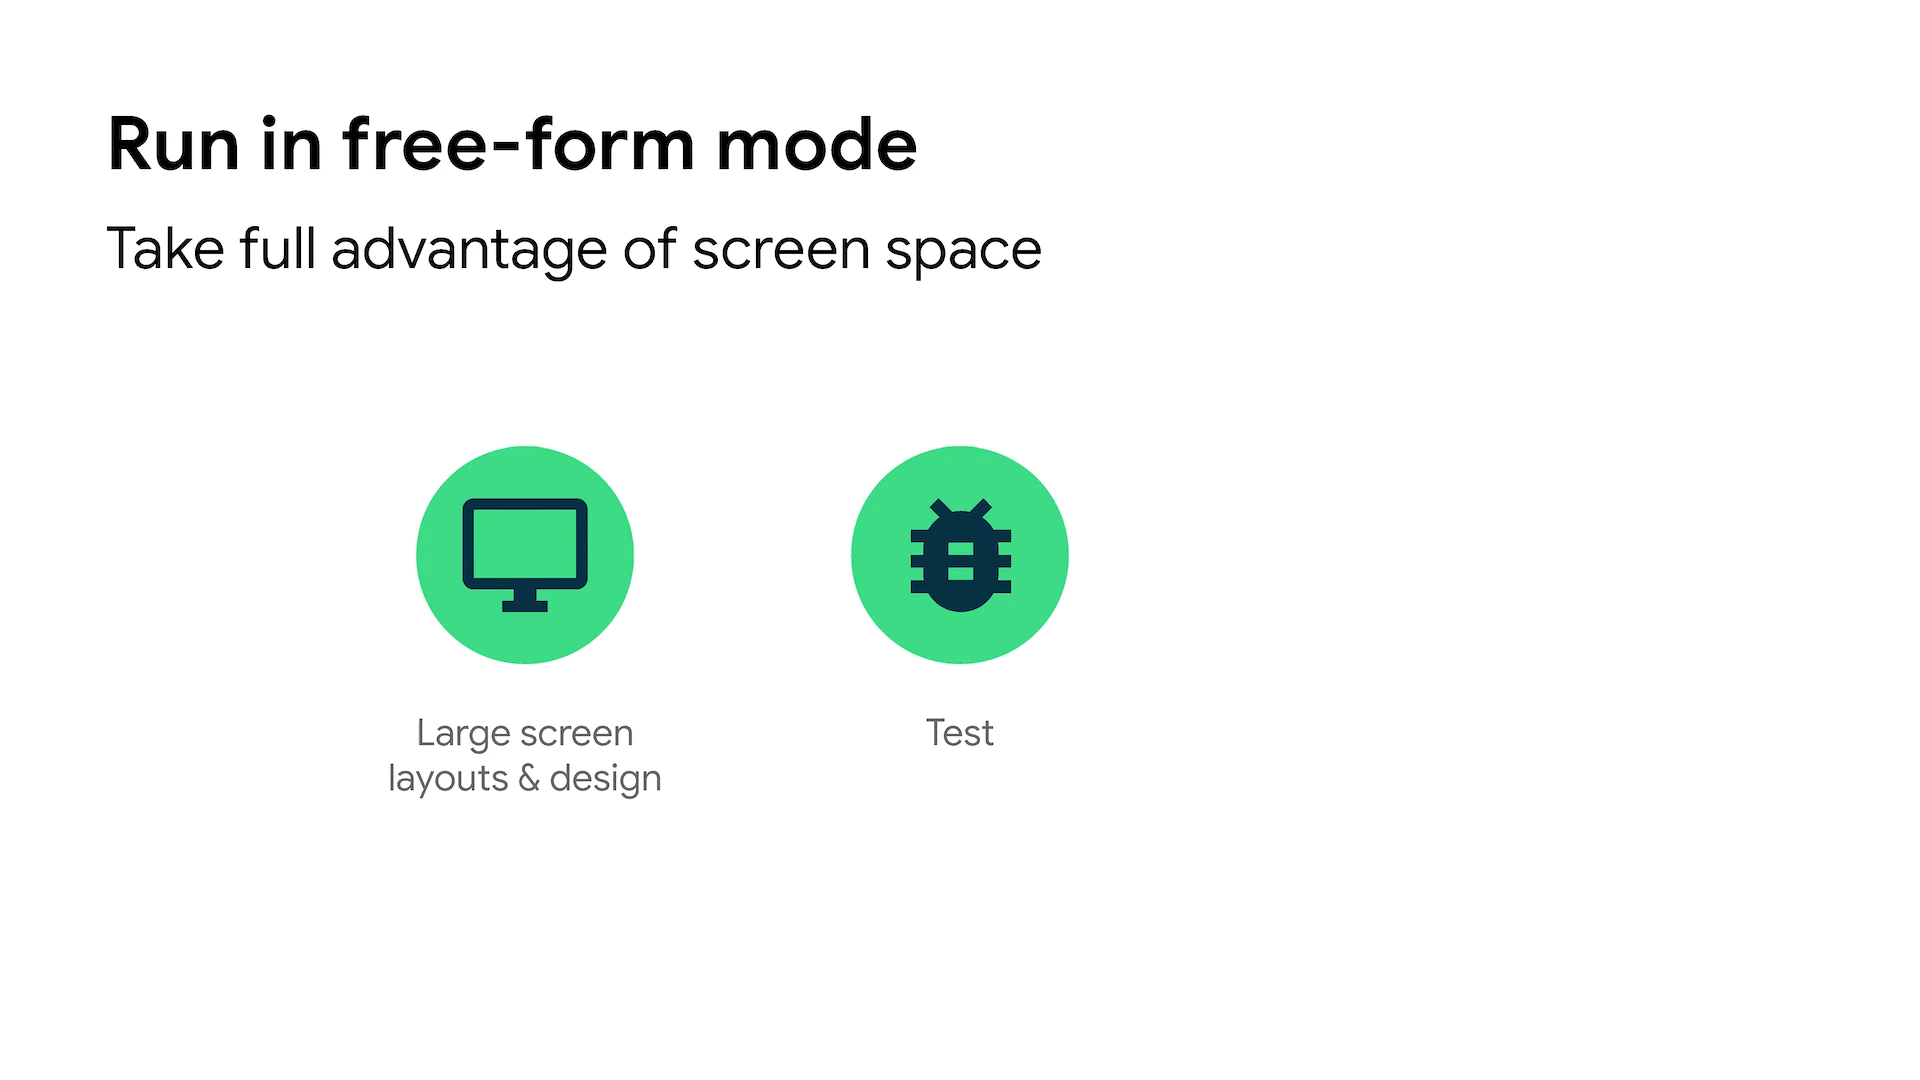 Run in free-form mode
Take full advantage of screen space
Large screen
layouts & design
Test